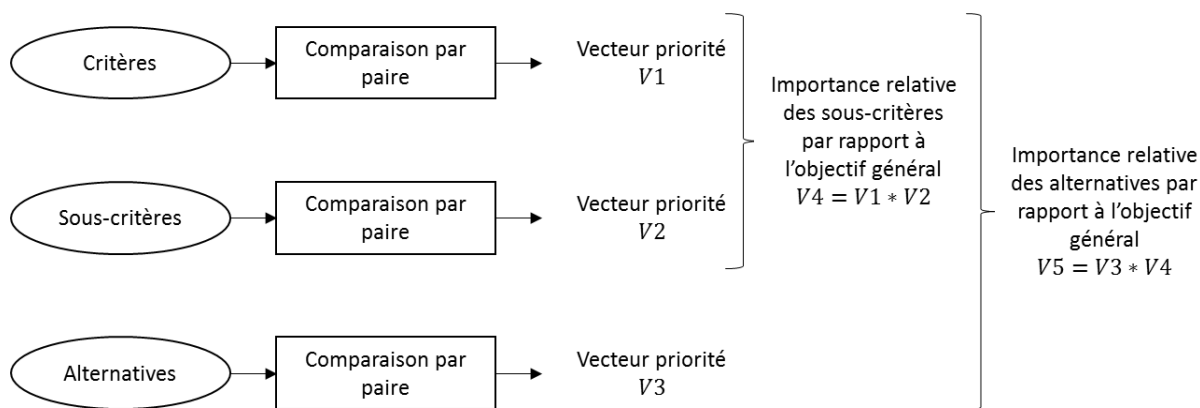 Critères
Comparaison par
paire
Vecteur priorité
V1
Sous-critères
Comparaison par
paire
Vecteur priorité
V2
Alternatives
Comparaison par
paire
Vecteur priorité
V3
Importance relative
des sous-critères
par rapport à
l'objectif général
V4 = V1 ∗ V2
Importance relative
des alternatives par
rapport à l'objectif
général
V5 = V3 ∗ V4